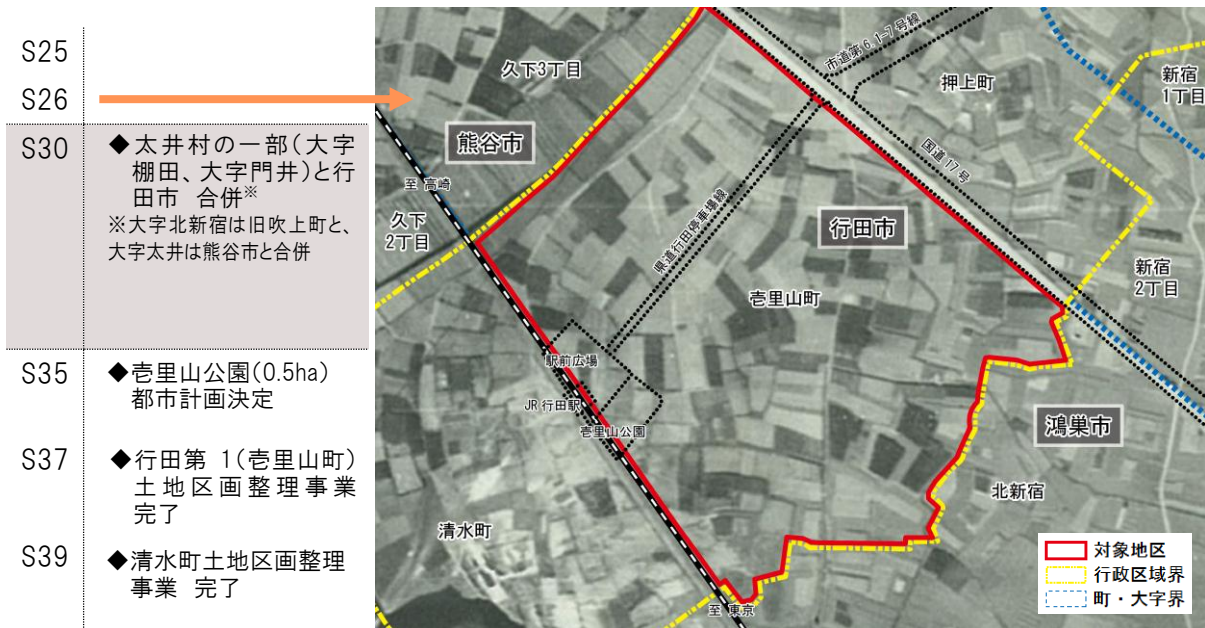 S25
S26
S30
◆太井村の一部（大字
棚田、大字門井）と行
田市 合併※
※大字北新宿は旧吹上町と、
大字太井は熊谷市と合併
S35
◆壱里山公園(0.5ha)
都市計画決定
S37
◆行田第 1(壱里山町)
土地区画整理事業
完了
S39
◆清水町土地区画整理
事業 完了
久下3丁目
市道第6.1-7号線
押上町
新宿
1丁目
熊谷市
国道17号
至 高崎
久下
2丁目
県道行田停車場線
行田市
新宿
2丁目
壱里山町
駅前広場
JR行田駅
壱里山公園
鴻巣市
北新宿
清水町
至 東京
対象地区
行政区域界
町・大字界